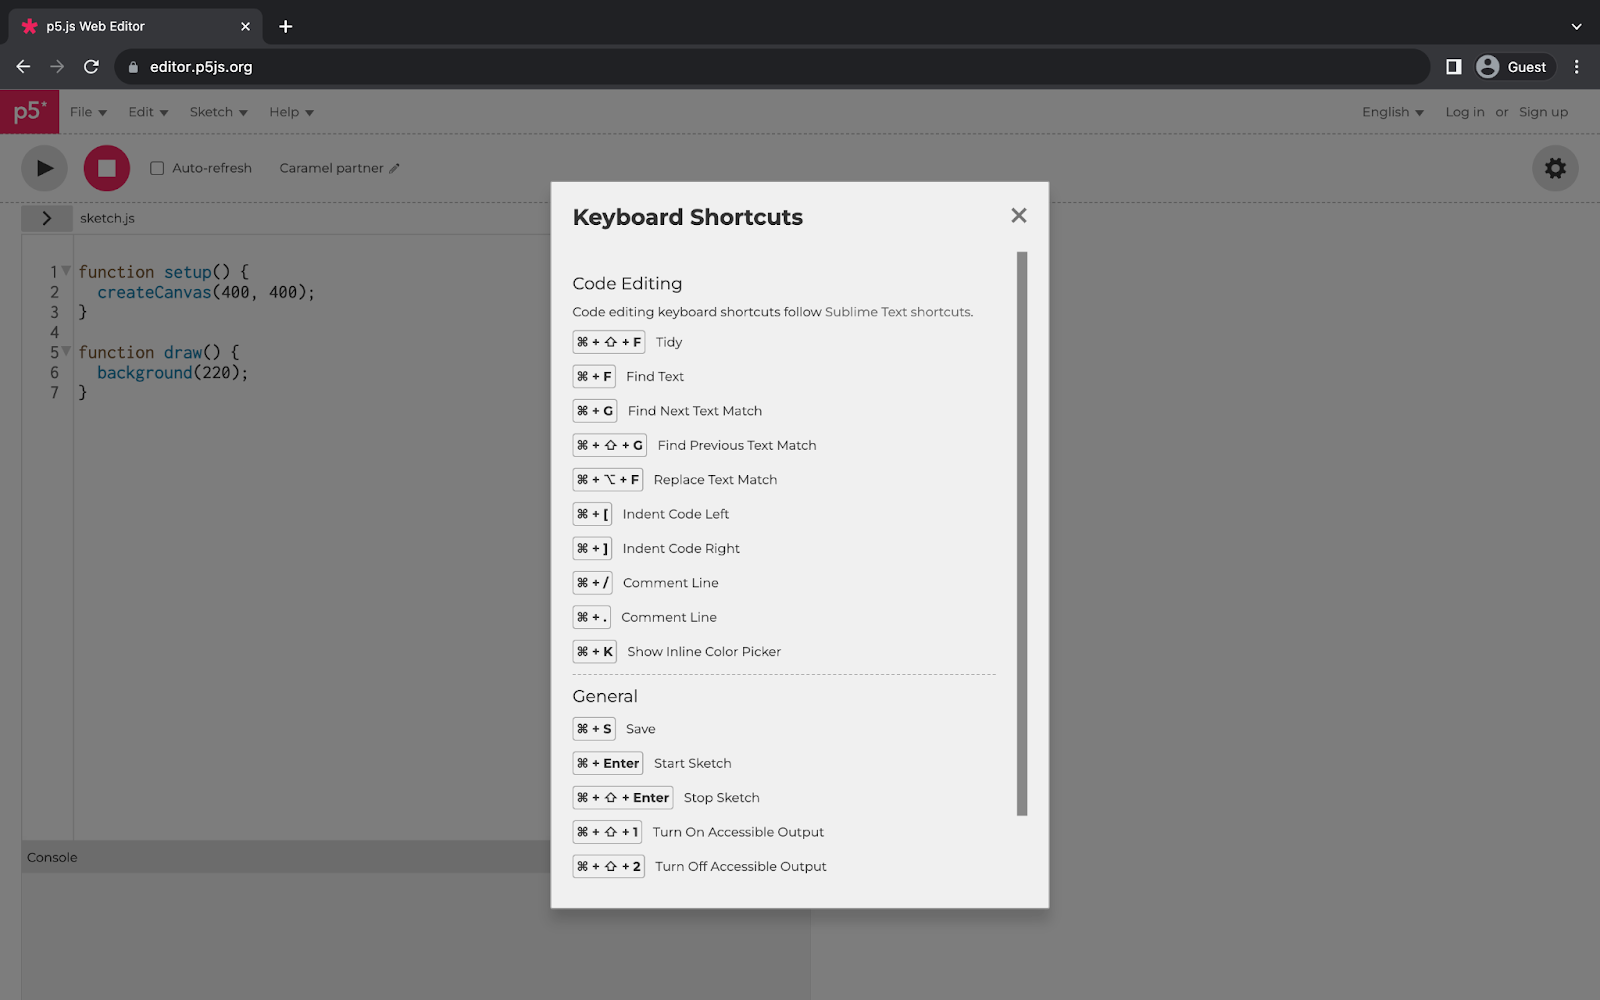 p5.js Web Editor
editor.p5js.org
Guest
p5* File Edit Sketch Help English Log in or Sign up
Auto-refresh Caramel partner
sketch.js
1 function setup() {
2 createCanvas(400, 400);
3 }
4
5 function draw() {
6 background(220);
7 }
Console
Keyboard Shortcuts
Code Editing
Code editing keyboard shortcuts follow Sublime Text shortcuts.
⌘ + ⇧ + F Tidy
⌘ + F Find Text
⌘ + G Find Next Text Match
⌘ + ⇧ + G Find Previous Text Match
⌘ + ⌥ + F Replace Text Match
⌘ + [ Indent Code Left
⌘ + ] Indent Code Right
⌘ + / Comment Line
⌘ + . Comment Line
⌘ + K Show Inline Color Picker
General
⌘ + S Save
⌘ + Enter Start Sketch
⌘ + ⇧ + Enter Stop Sketch
⌘ + ⇧ + 1 Turn On Accessible Output
⌘ + ⇧ + 2 Turn Off Accessible Output